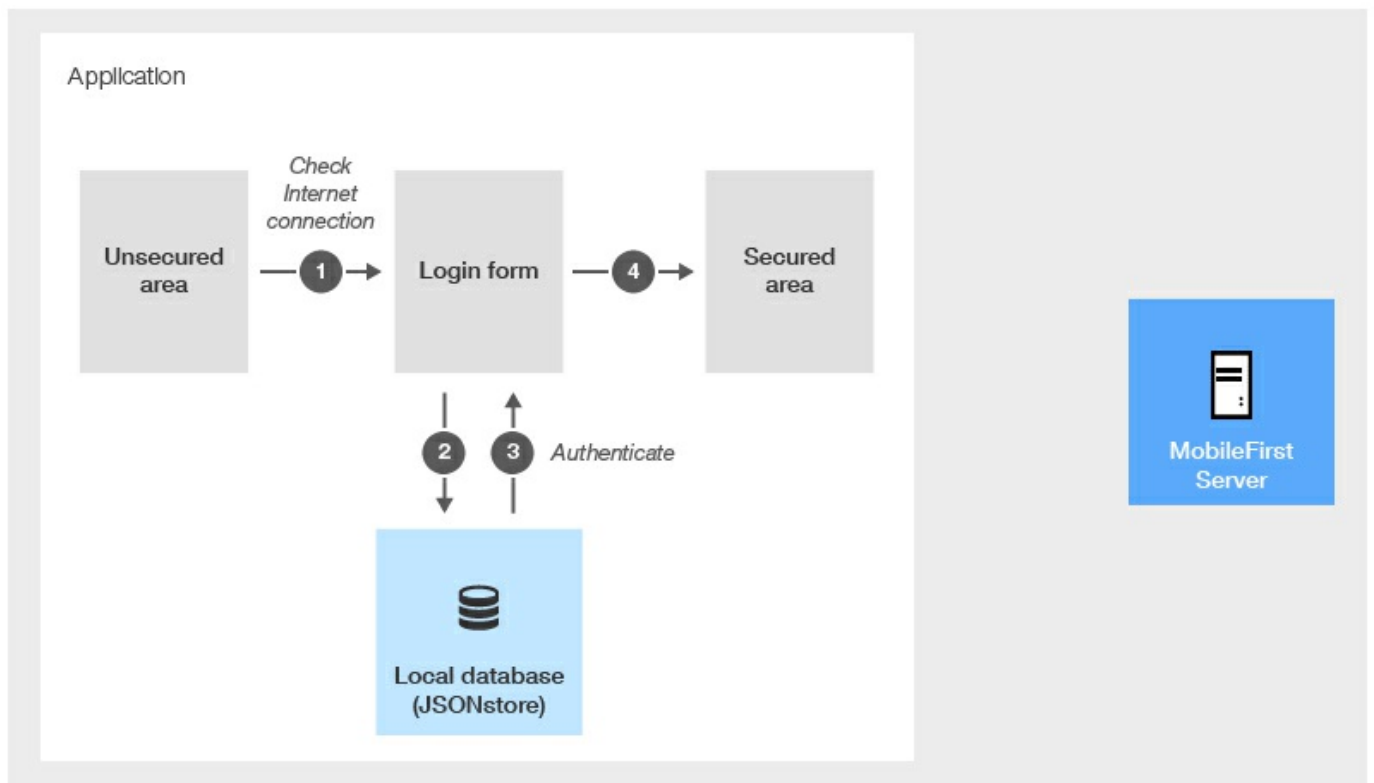 Application
Check
Internet
connection
Unsecured
area
1
Login form
4
Secured
area
2
3
Authenticate
MobileFirst
Server
Local database
(JSONstore)